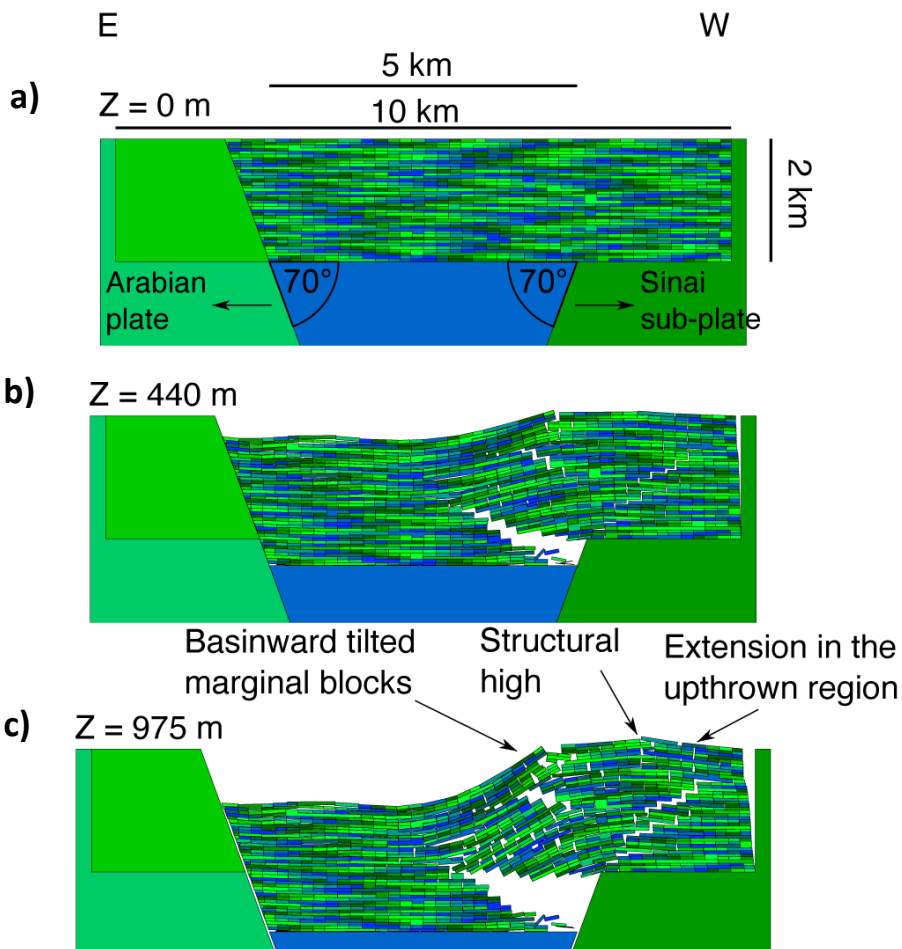 E
W
5 km
a)
Z = 0 m
10 km
2 km
70°
70°
Arabian
plate
Sinai
sub-plate
b)
Z = 440 m
Basinward tilted
marginal blocks
Structural
high
Extension in the
upthrown region
c)
Z = 975 m